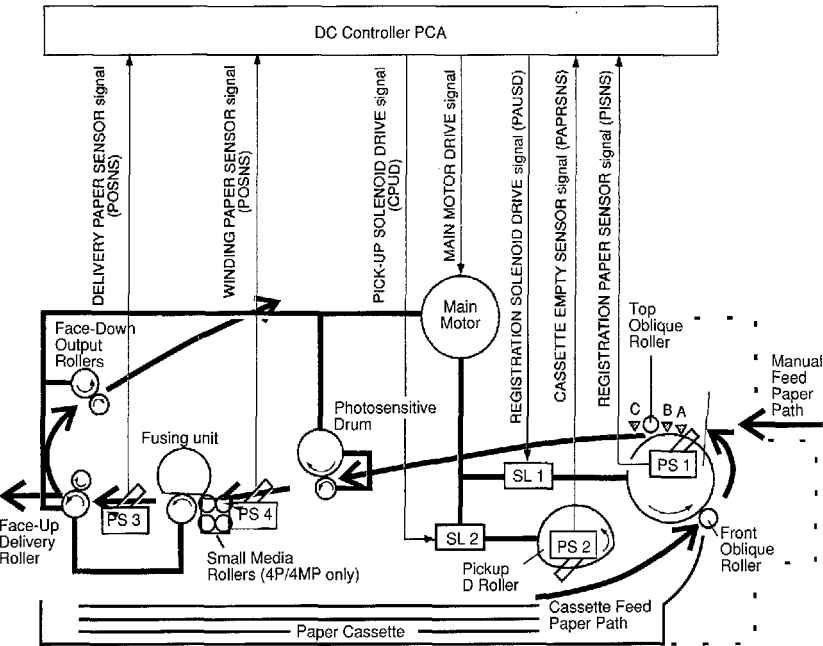 DC Controller PCA
DELIVERY PAPER SENSOR signal
(POSNS)
WINDING PAPER SENSOR signal
(POSNS)
PICK-UP SOLENOID DRIVE signal
(CPUD)
MAIN MOTOR DRIVE signal
REGISTRATION SOLENOID DRIVE signal (PAUSD)
CASSETTE EMPTY SENSOR signal (PAPRSNS)
REGISTRATION PAPER SENSOR signal (PISNS)
Main
Motor
Top
Oblique
Roller
Face-Down
Output
Rollers
Manual
Feed
Paper
Path
C
B
A
Photosensitive
Drum
Fusing unit
PS 1
SL 1
PS 3
PS 4
Face-Up
Delivery
Roller
SL 2
PS 2
Front
Oblique
Roller
Small Media
Rollers (4P/4MP only)
Pickup
D Roller
Cassette Feed
Paper Path
Paper Cassette